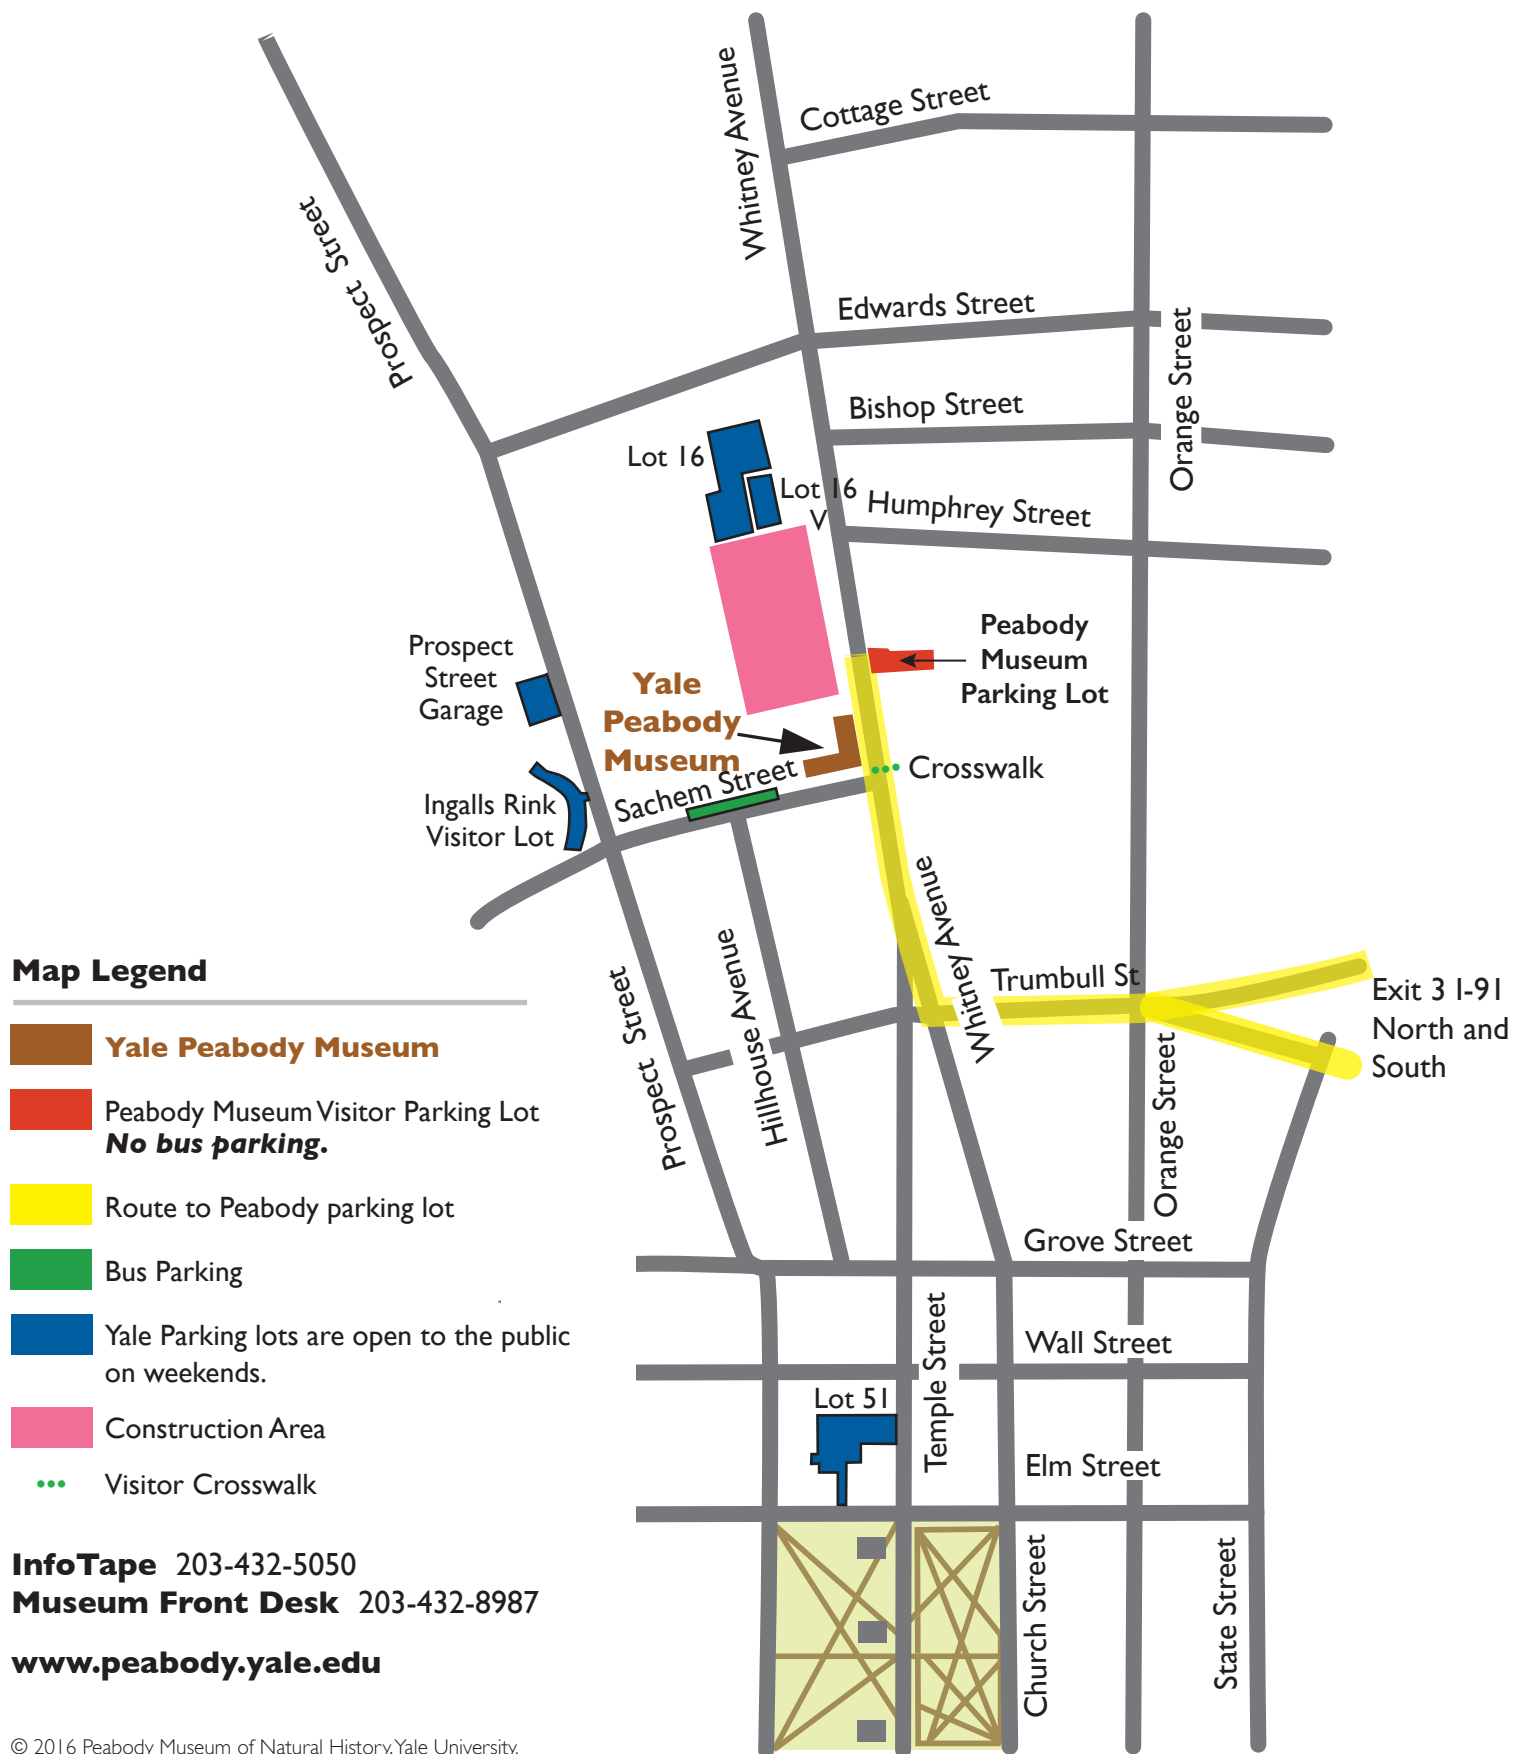 Whitney Avenue
Cottage Street
Prospect Street
Edwards Street
Orange Street
Bishop Street
Lot 16
Lot 16
V
Humphrey Street
Peabody
Museum
Parking Lot
Prospect
Street
Garage
Yale
Peabody
Museum
Crosswalk
Sachem Street
Ingalls Rink
Visitor Lot
Whitney Avenue
Hillhouse Avenue
Prospect Street
Trumbull St
Exit 3 I-91
North and
South
Orange Street
Map Legend
Yale Peabody Museum
Peabody Museum Visitor Parking Lot
No bus parking.
Route to Peabody parking lot
Bus Parking
Yale Parking lots are open to the public
on weekends.
Construction Area
Visitor Crosswalk
Grove Street
Wall Street
Temple Street
Lot 51
Elm Street
Church Street
State Street
InfoTape 203-432-5050
Museum Front Desk 203-432-8987
www.peabody.yale.edu
© 2016 Peabody Museum of Natural History, Yale University.